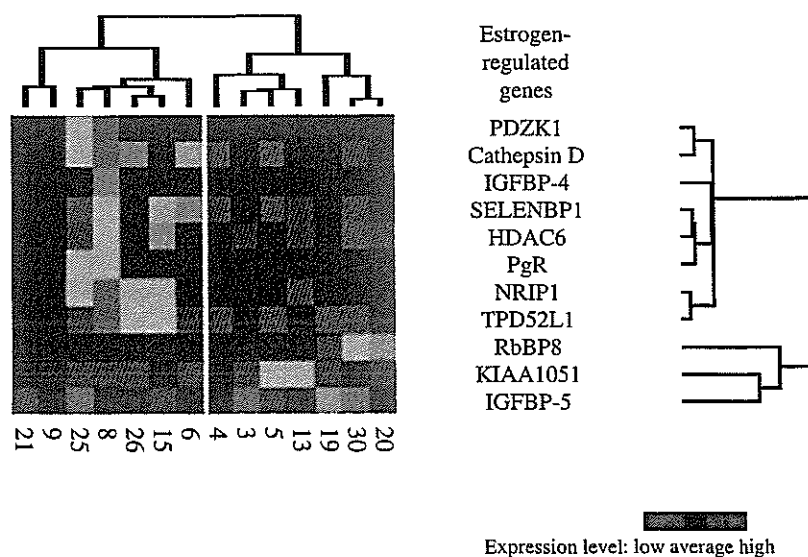 Estrogen-
regulated
genes
PDZK1
Cathepsin D
IGFBP-4
SELENBP1
HDAC6
PgR
NRIP1
TPD52L1
RbBP8
KIAA1051
IGFBP-5
21 9 25 8 26 15 6 4 3 5 13 19 30 20
Expression level: low average high